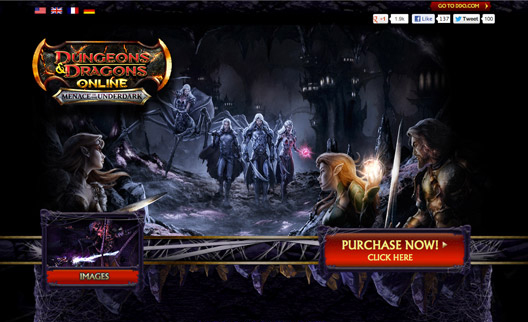 GO TO DDO.COM
+1
1.9k
Like
137
Tweet
100
DUNGEONS
& DRAGONS
ONLINE
MENACE OF THE UNDERDARK
PURCHASE NOW!
CLICK HERE
IMAGES